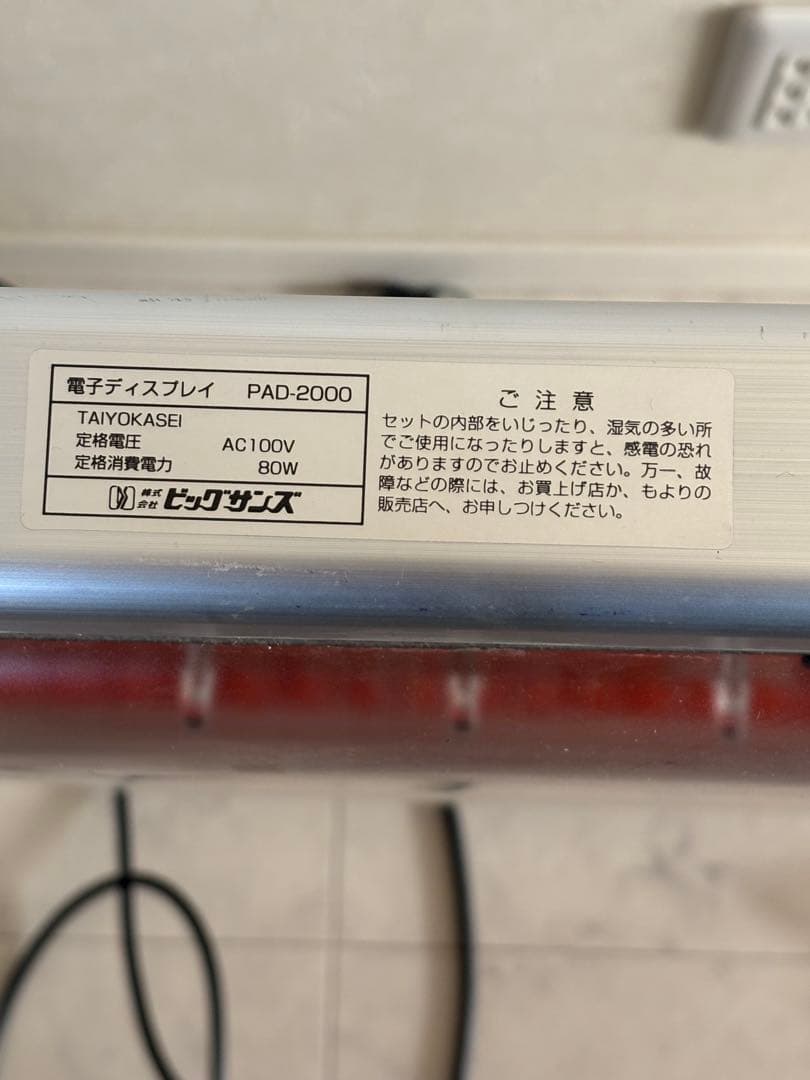 電子ディスプレイ PAD-2000
TAIYOKASEI
定格電圧 AC100V
定格消費電力 80W
株式会社 ビッグサンズ
ご注意
セットの内部をいじったり、湿気の多い所
でご使用になったりしますと、感電の恐れ
がありますのでお止めください。万一、故
障などの際には、お買上げ店か、もよりの
販売店へ、お申しつけください。